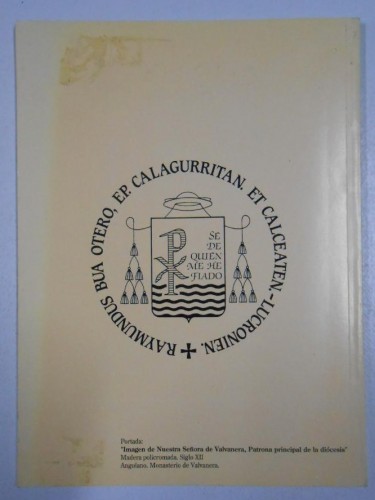 ✝ RAYMUNDUS BUA OTERO, EP. CALAGURRITAN. ET CALCEATEN.-LUCRONIEN.
SE
DE
QUIEN
ME HE
FIADO
Portada:
"Imagen de Nuestra Señora de Valvanera, Patrona principal de la diócesis"
Madera policromada. Siglo XII
Anguiano. Monasterio de Valvanera.